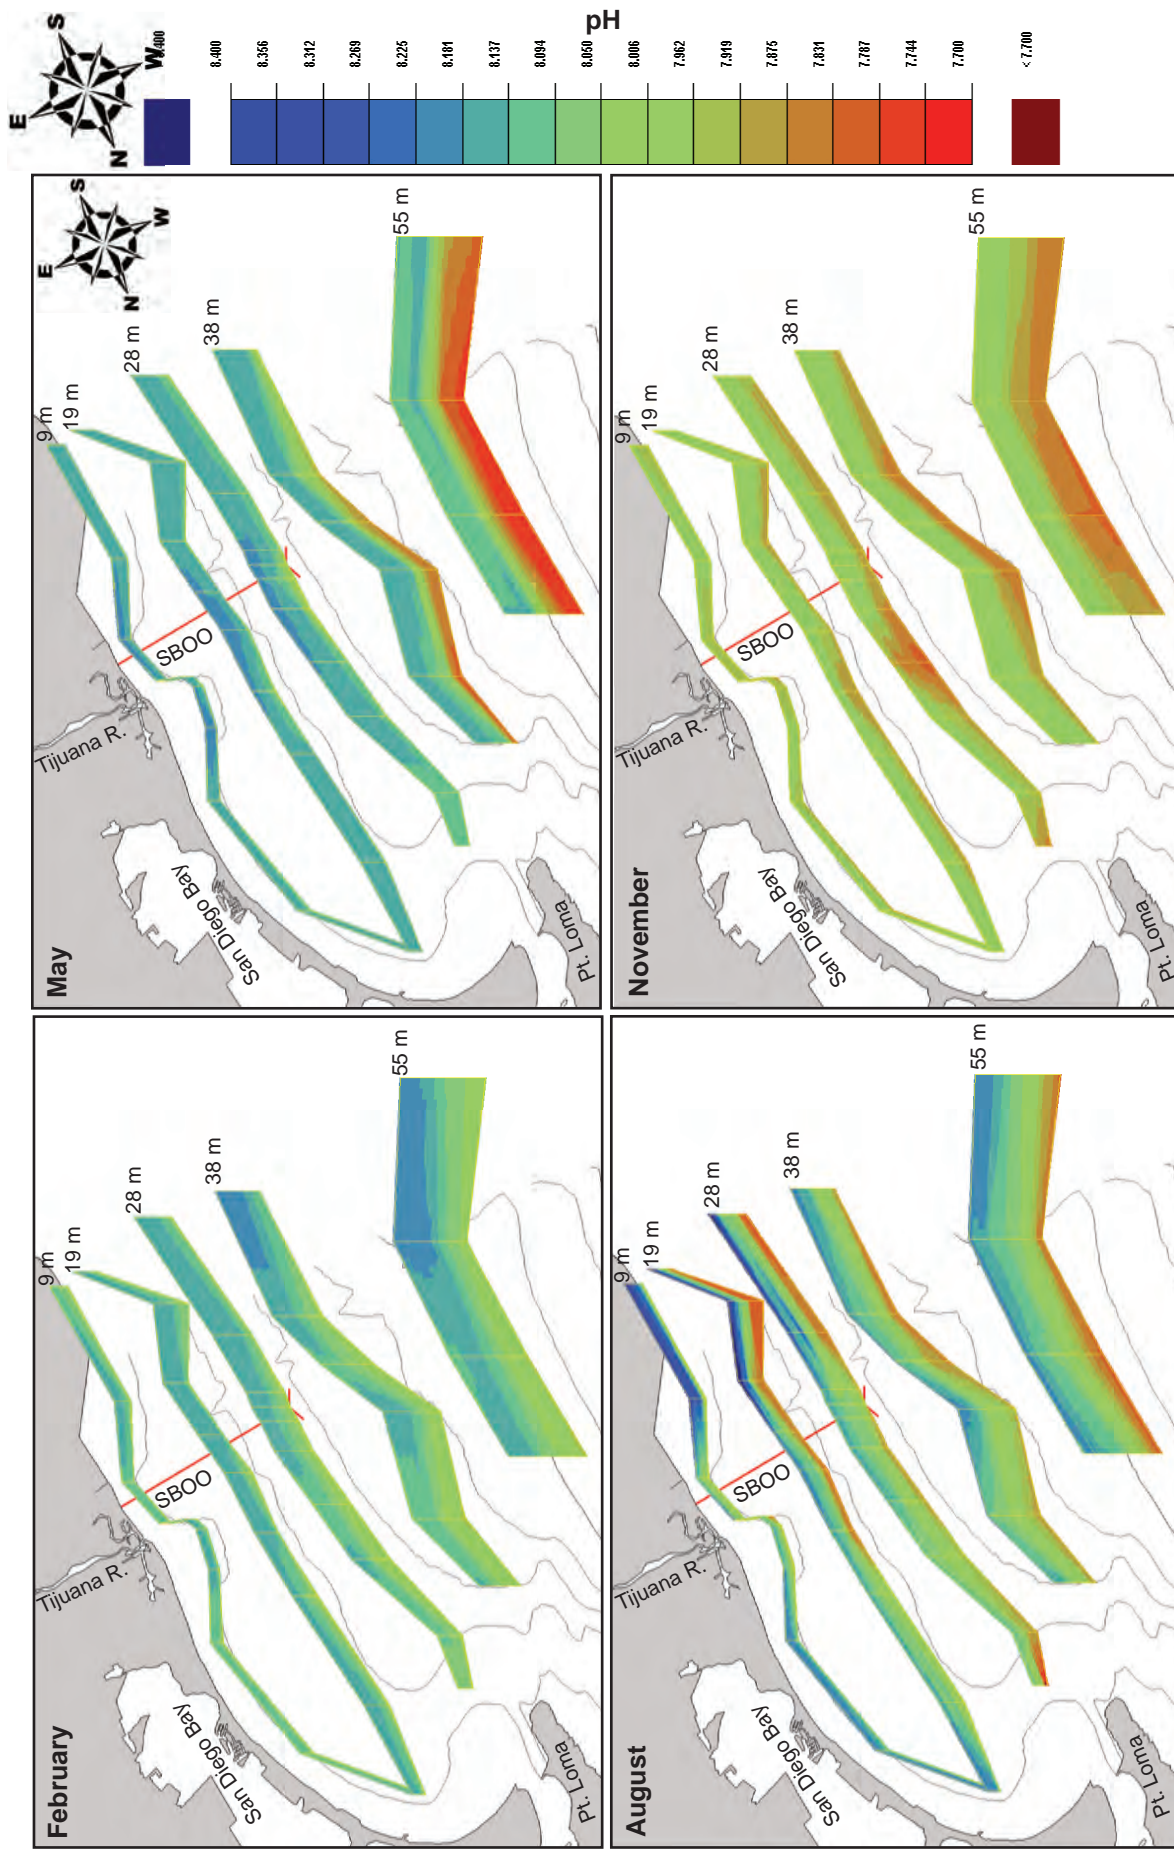 pH
8.400
8.356
8.312
8.269
8.225
8.181
8.137
8.094
8.050
8.006
7.962
7.919
7.875
7.831
7.787
7.744
7.700
< 7.700
E
S
W
N
May
E
S
W
N
9 m
19 m
28 m
38 m
55 m
SBOO
Tijuana R.
San Diego Bay
Pt. Loma
November
9 m
19 m
28 m
38 m
55 m
SBOO
Tijuana R.
San Diego Bay
Pt. Loma
February
9 m
19 m
28 m
38 m
55 m
SBOO
Tijuana R.
San Diego Bay
Pt. Loma
August
9 m
19 m
28 m
38 m
55 m
SBOO
Tijuana R.
San Diego Bay
Pt. Loma